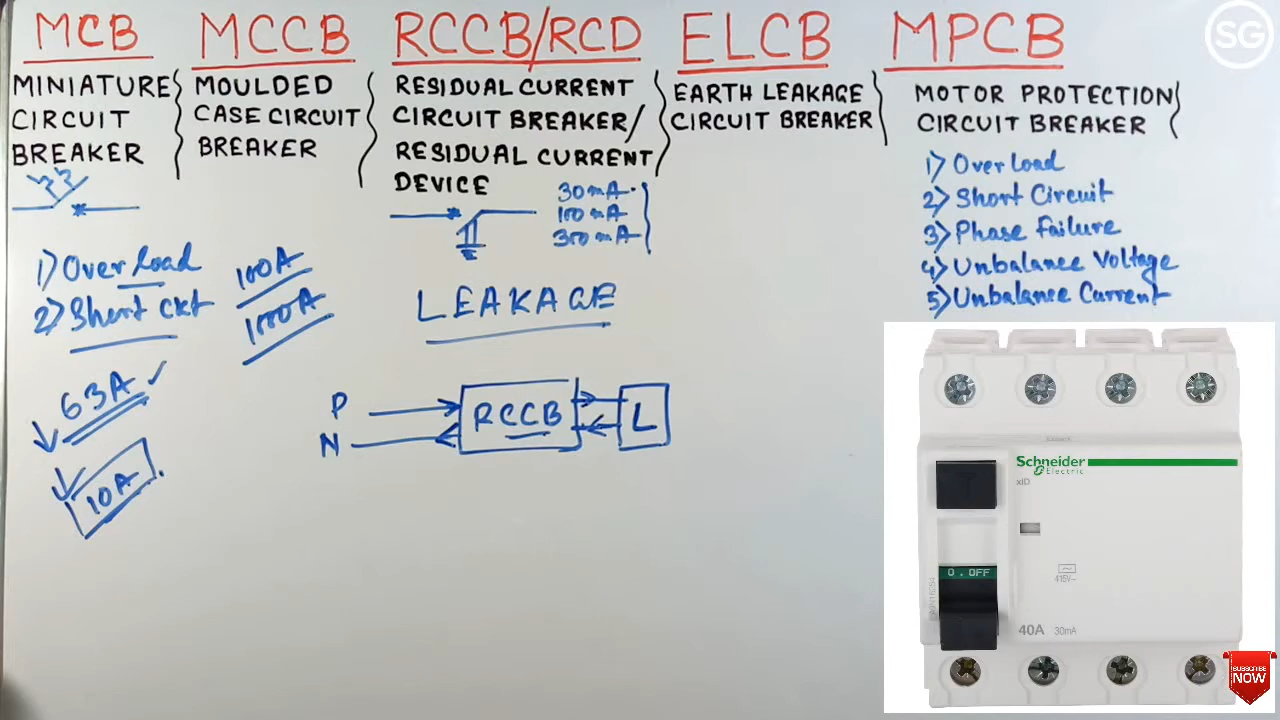 MCB
MCCB
RCCB/RCD
ELCB
MPCB
SG
MINIATURE
CIRCUIT
BREAKER
MOULDED
CASE CIRCUIT
BREAKER
RESIDUAL CURRENT
CIRCUIT BREAKER/
RESIDUAL CURRENT
DEVICE
EARTH LEAKAGE
CIRCUIT BREAKER
MOTOR PROTECTION
CIRCUIT BREAKER
1) Over Load
2) Short Circuit
3) Phase Failure
4) Unbalance Voltage
5) Unbalance Current
30mA
100mA
300mA
1) Over Load
2) Short Ckt
100A
1000A
LEAKAGE
63A
10A
P
N
RCCB
L
Schneider
Electric
xID
0.OFF
415V~
40A 30mA
T
SUBSCRIBE
NOW